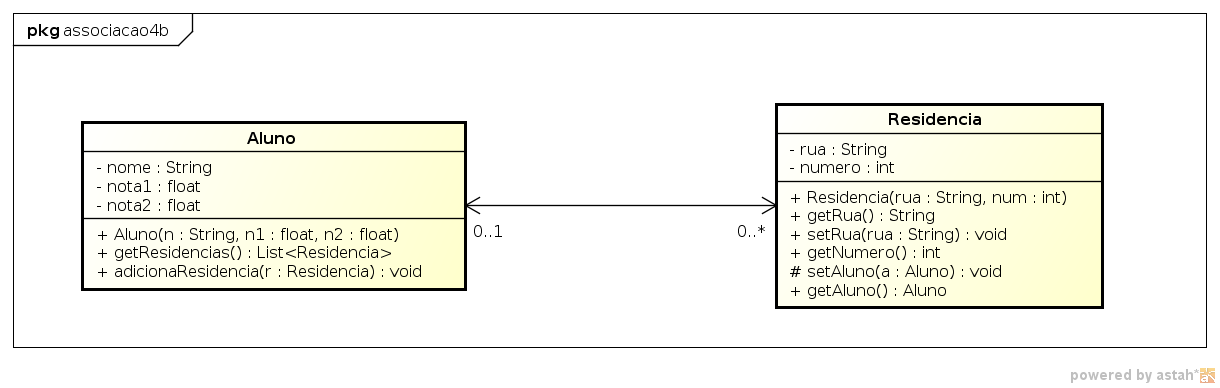 pkg associacao4b
Aluno
- nome : String
- nota1 : float
- nota2 : float
+ Aluno(n : String, n1 : float, n2 : float)
+ getResidencias() : List<Residencia>
+ adicionaResidencia(r : Residencia) : void
0..1
0..*
Residencia
- rua : String
- numero : int
+ Residencia(rua : String, num : int)
+ getRua() : String
+ setRua(rua : String) : void
+ getNumero() : int
# setAluno(a : Aluno) : void
+ getAluno() : Aluno
powered by astah*